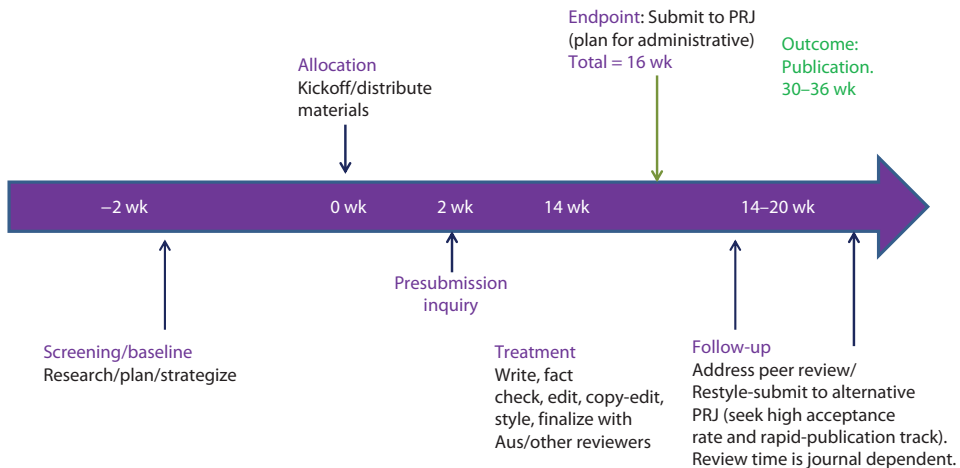 Endpoint: Submit to PRJ
(plan for administrative)
Total = 16 wk
Outcome:
Publication.
30–36 wk
Allocation
Kickoff/distribute
materials
−2 wk
0 wk
2 wk
14 wk
14–20 wk
Presubmission
inquiry
Screening/baseline
Research/plan/strategize
Treatment
Write, fact
check, edit, copy-edit,
style, finalize with
Aus/other reviewers
Follow-up
Address peer review/
Restyle-submit to alternative
PRJ (seek high acceptance
rate and rapid-publication track).
Review time is journal dependent.